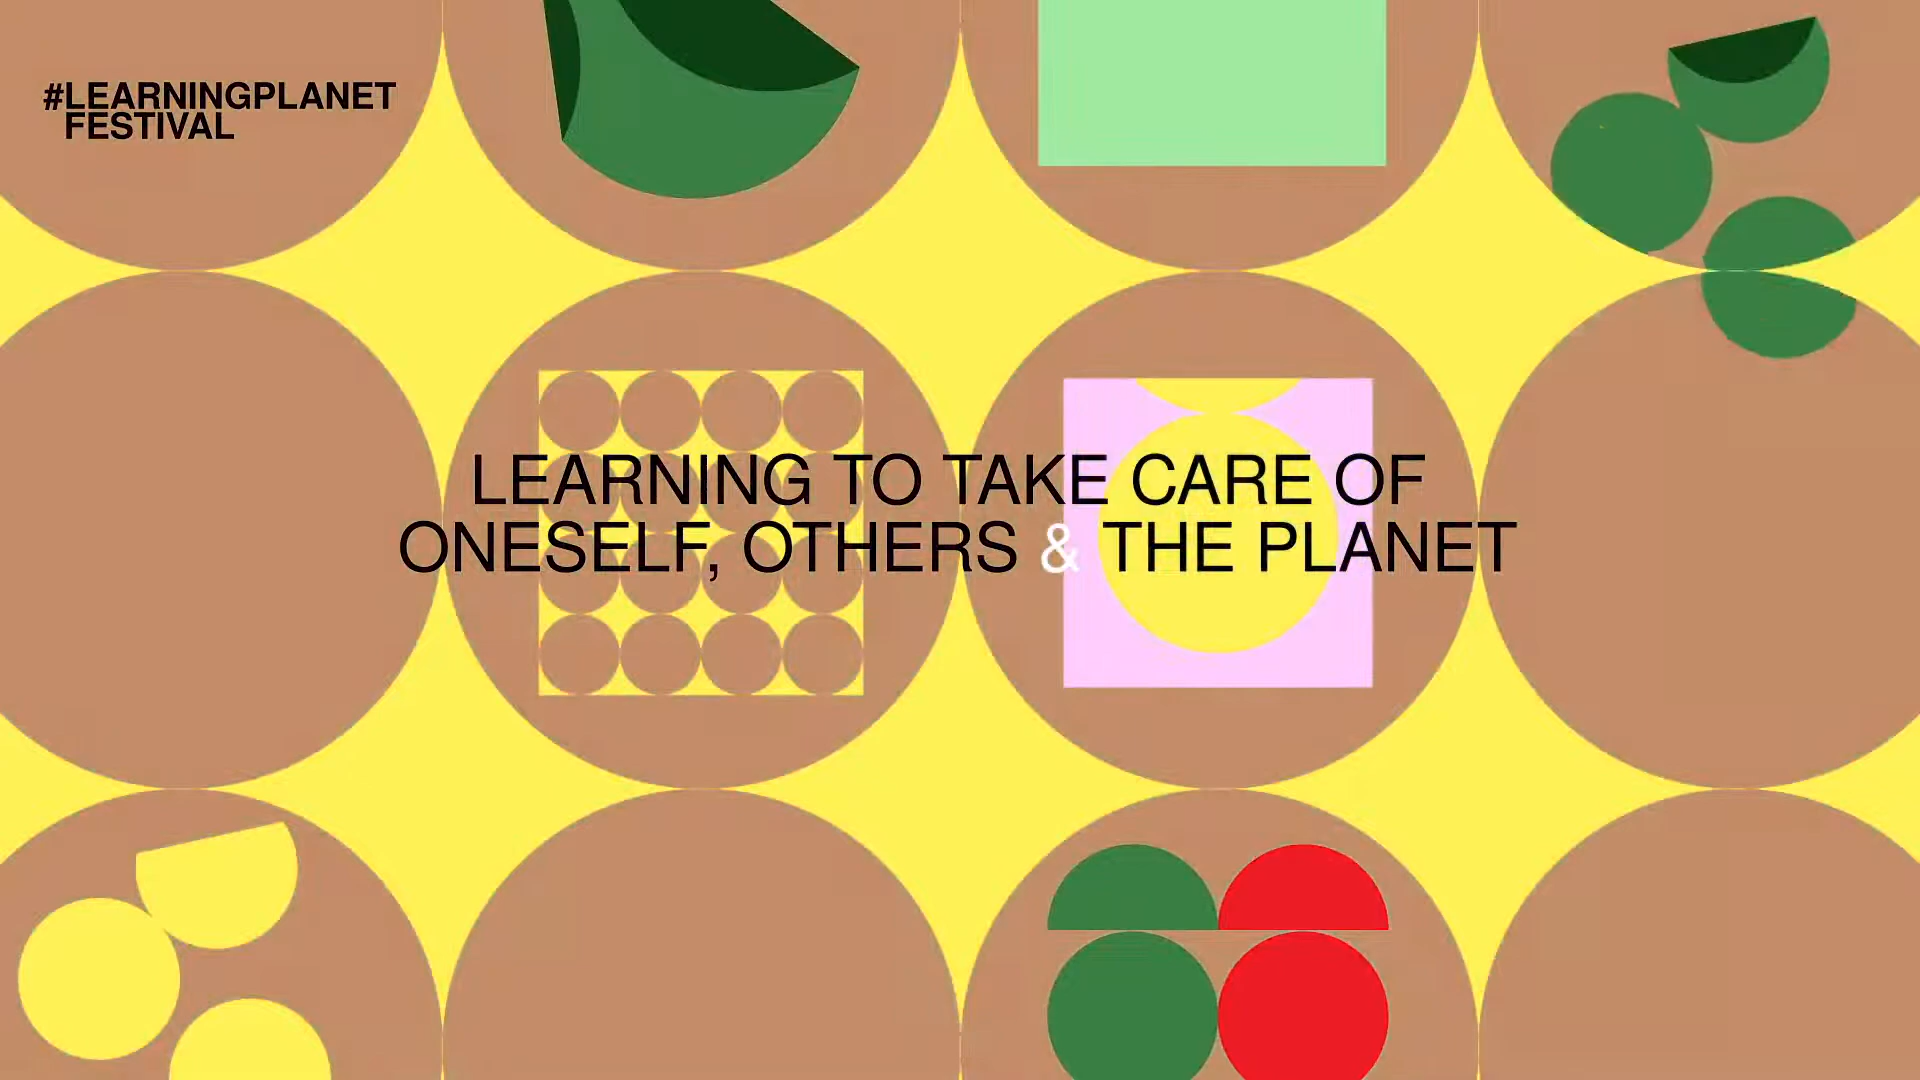 #LEARNINGPLANET
FESTIVAL
LEARNING TO TAKE CARE OF
ONESELF, OTHERS & THE PLANET